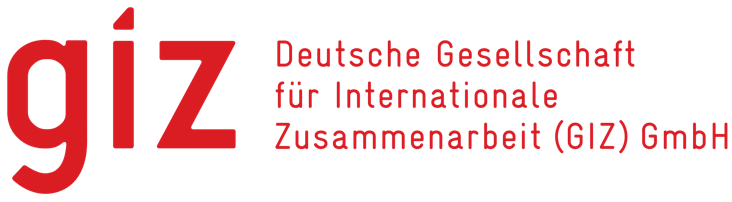 giz
Deutsche Gesellschaft
für Internationale
Zusammenarbeit (GIZ) GmbH